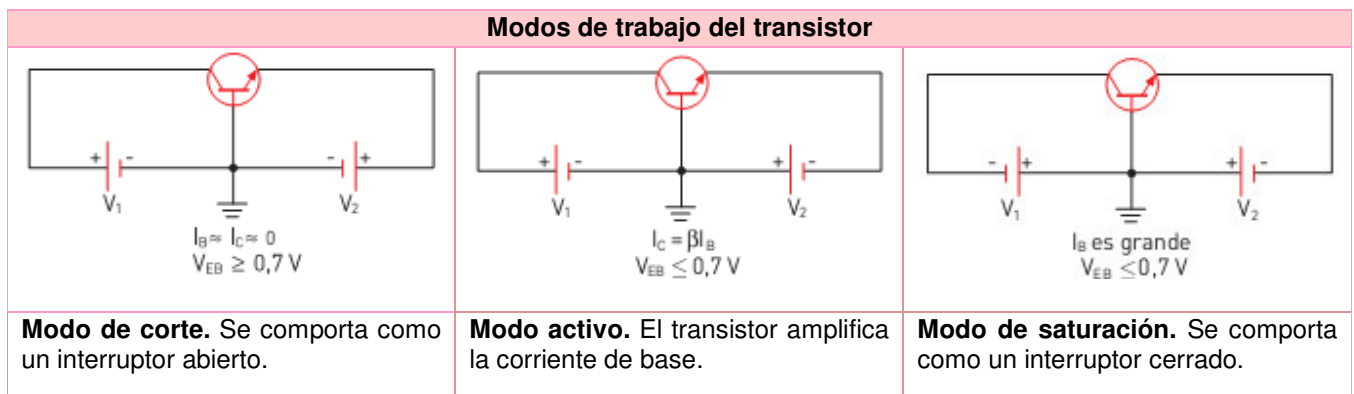 Modos de trabajo del transistor
+ - - +
V₁ V₂
I_B ≈ I_C ≈ 0
V_EB ≥ 0,7 V
+ - + -
V₁ V₂
I_C = βI_B
V_EB ≤ 0,7 V
- + + -
V₁ V₂
I_B es grande
V_EB ≤0,7 V
Modo de corte. Se comporta como
un interruptor abierto.
Modo activo. El transistor amplifica
la corriente de base.
Modo de saturación. Se comporta
como un interruptor cerrado.